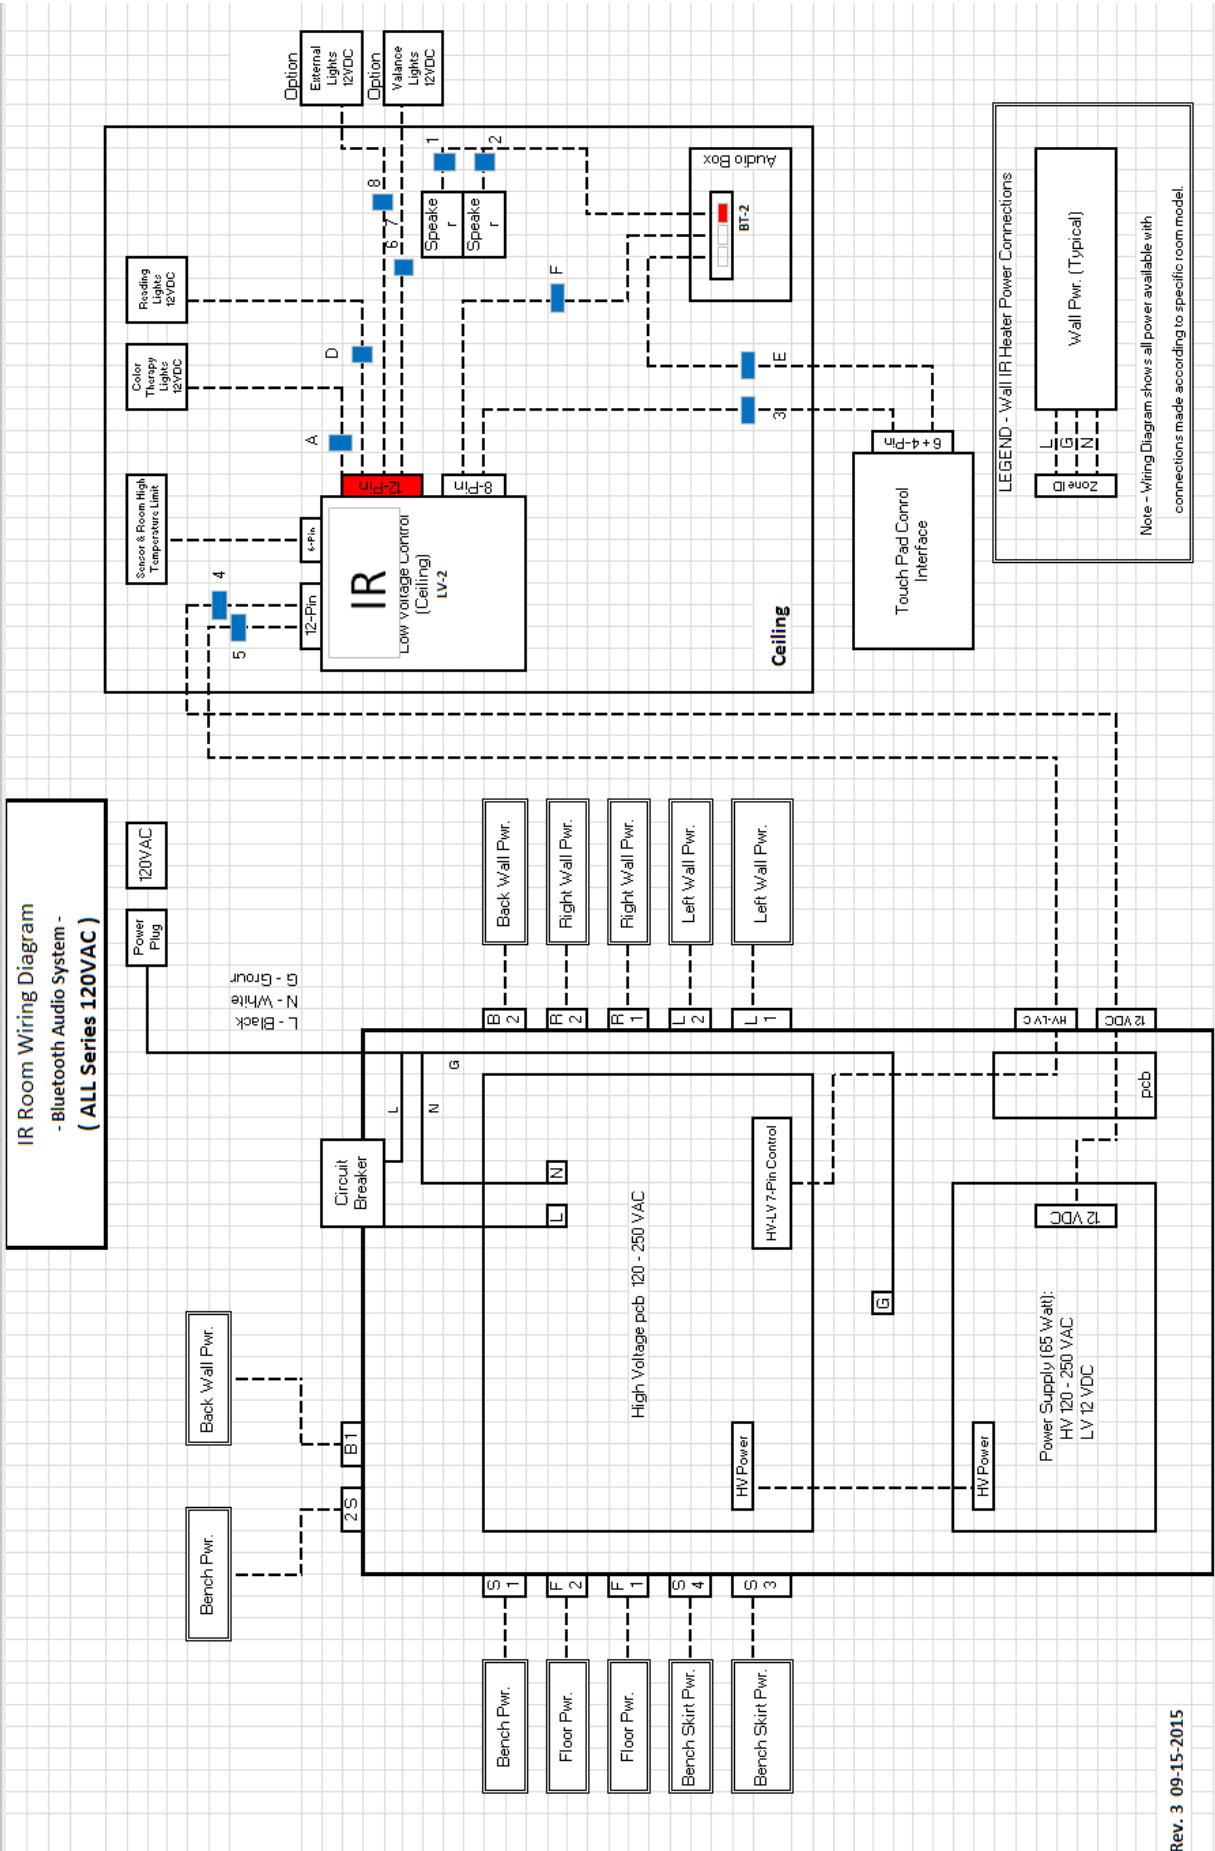 IR Room Wiring Diagram
- Bluetooth Audio System -
( ALL Series 120VAC )
Rev. 3 09-15-2015
Bench Pwr.
Back Wall Pwr.
2 S
B 1
Bench Pwr.
Floor Pwr.
Floor Pwr.
Bench Skirt Pwr.
Bench Skirt Pwr.
S
1
F
2
F
1
S
4
S
3
Circuit
Breaker
Power
Plug
120VAC
L - Black
N - White
G - Groun
L
N
G
L
N
High Voltage pcb 120 - 250 VAC
HV Power
HV-LV 7-Pin Control
G
HV Power
Power Supply (65 Watt):
HV 120 - 250 VAC
LV 12 VDC
12 VDC
pcb
B
2
R
2
R
1
L
2
L
1
HV-LV C
12 VDC
Back Wall Pwr.
Right Wall Pwr.
Right Wall Pwr.
Left Wall Pwr.
Left Wall Pwr.
5
4
Sensor & Room High
Temperature Limit
Color
Therapy
Lights
12VDC
Reading
Lights
12VDC
12-Pin
6-Pin
IR
Low Voltage Control
(Ceiling)
LV-2
12-Pin
8-Pin
A
D
6
7
8
Option
External
Lights
12VDC
Option
Valance
Lights
12VDC
Speake
r
Speake
r
1
2
F
3
E
Audio Box
BT-2
Ceiling
Touch Pad Conrol
Interface
6+4-Pin
LEGEND - Wall IR Heater Power Connections
Zone ID
L
G
N
Wall Pwr. (Typical)
Note - Wiring Diagram shows all power available with
connections made according to specific room model.